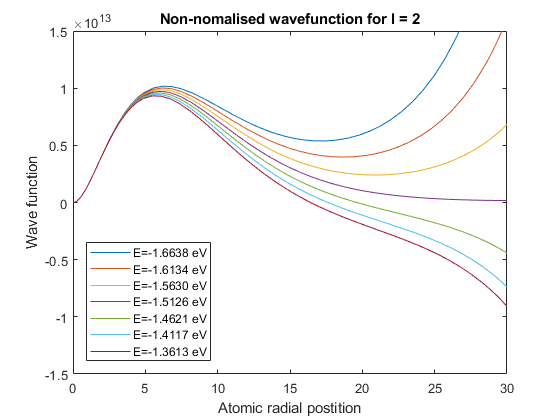 Non-nomalised wavefunction for l = 2
×10^13
1.5
1
0.5
0
-0.5
-1
-1.5
Wave function
E=-1.6638 eV
E=-1.6134 eV
E=-1.5630 eV
E=-1.5126 eV
E=-1.4621 eV
E=-1.4117 eV
E=-1.3613 eV
0 5 10 15 20 25 30
Atomic radial postition